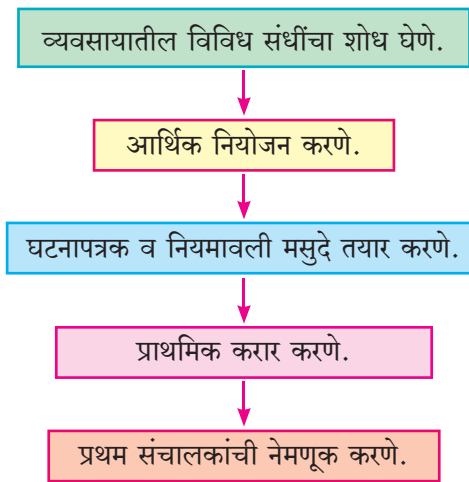 व्यवसायातील विविध संधींचा शोध घेणे.
आर्थिक नियोजन करणे.
घटनापत्रक व नियमावली मसुदे तयार करणे.
प्राथमिक करार करणे.
प्रथम संचालकांची नेमणूक करणे.